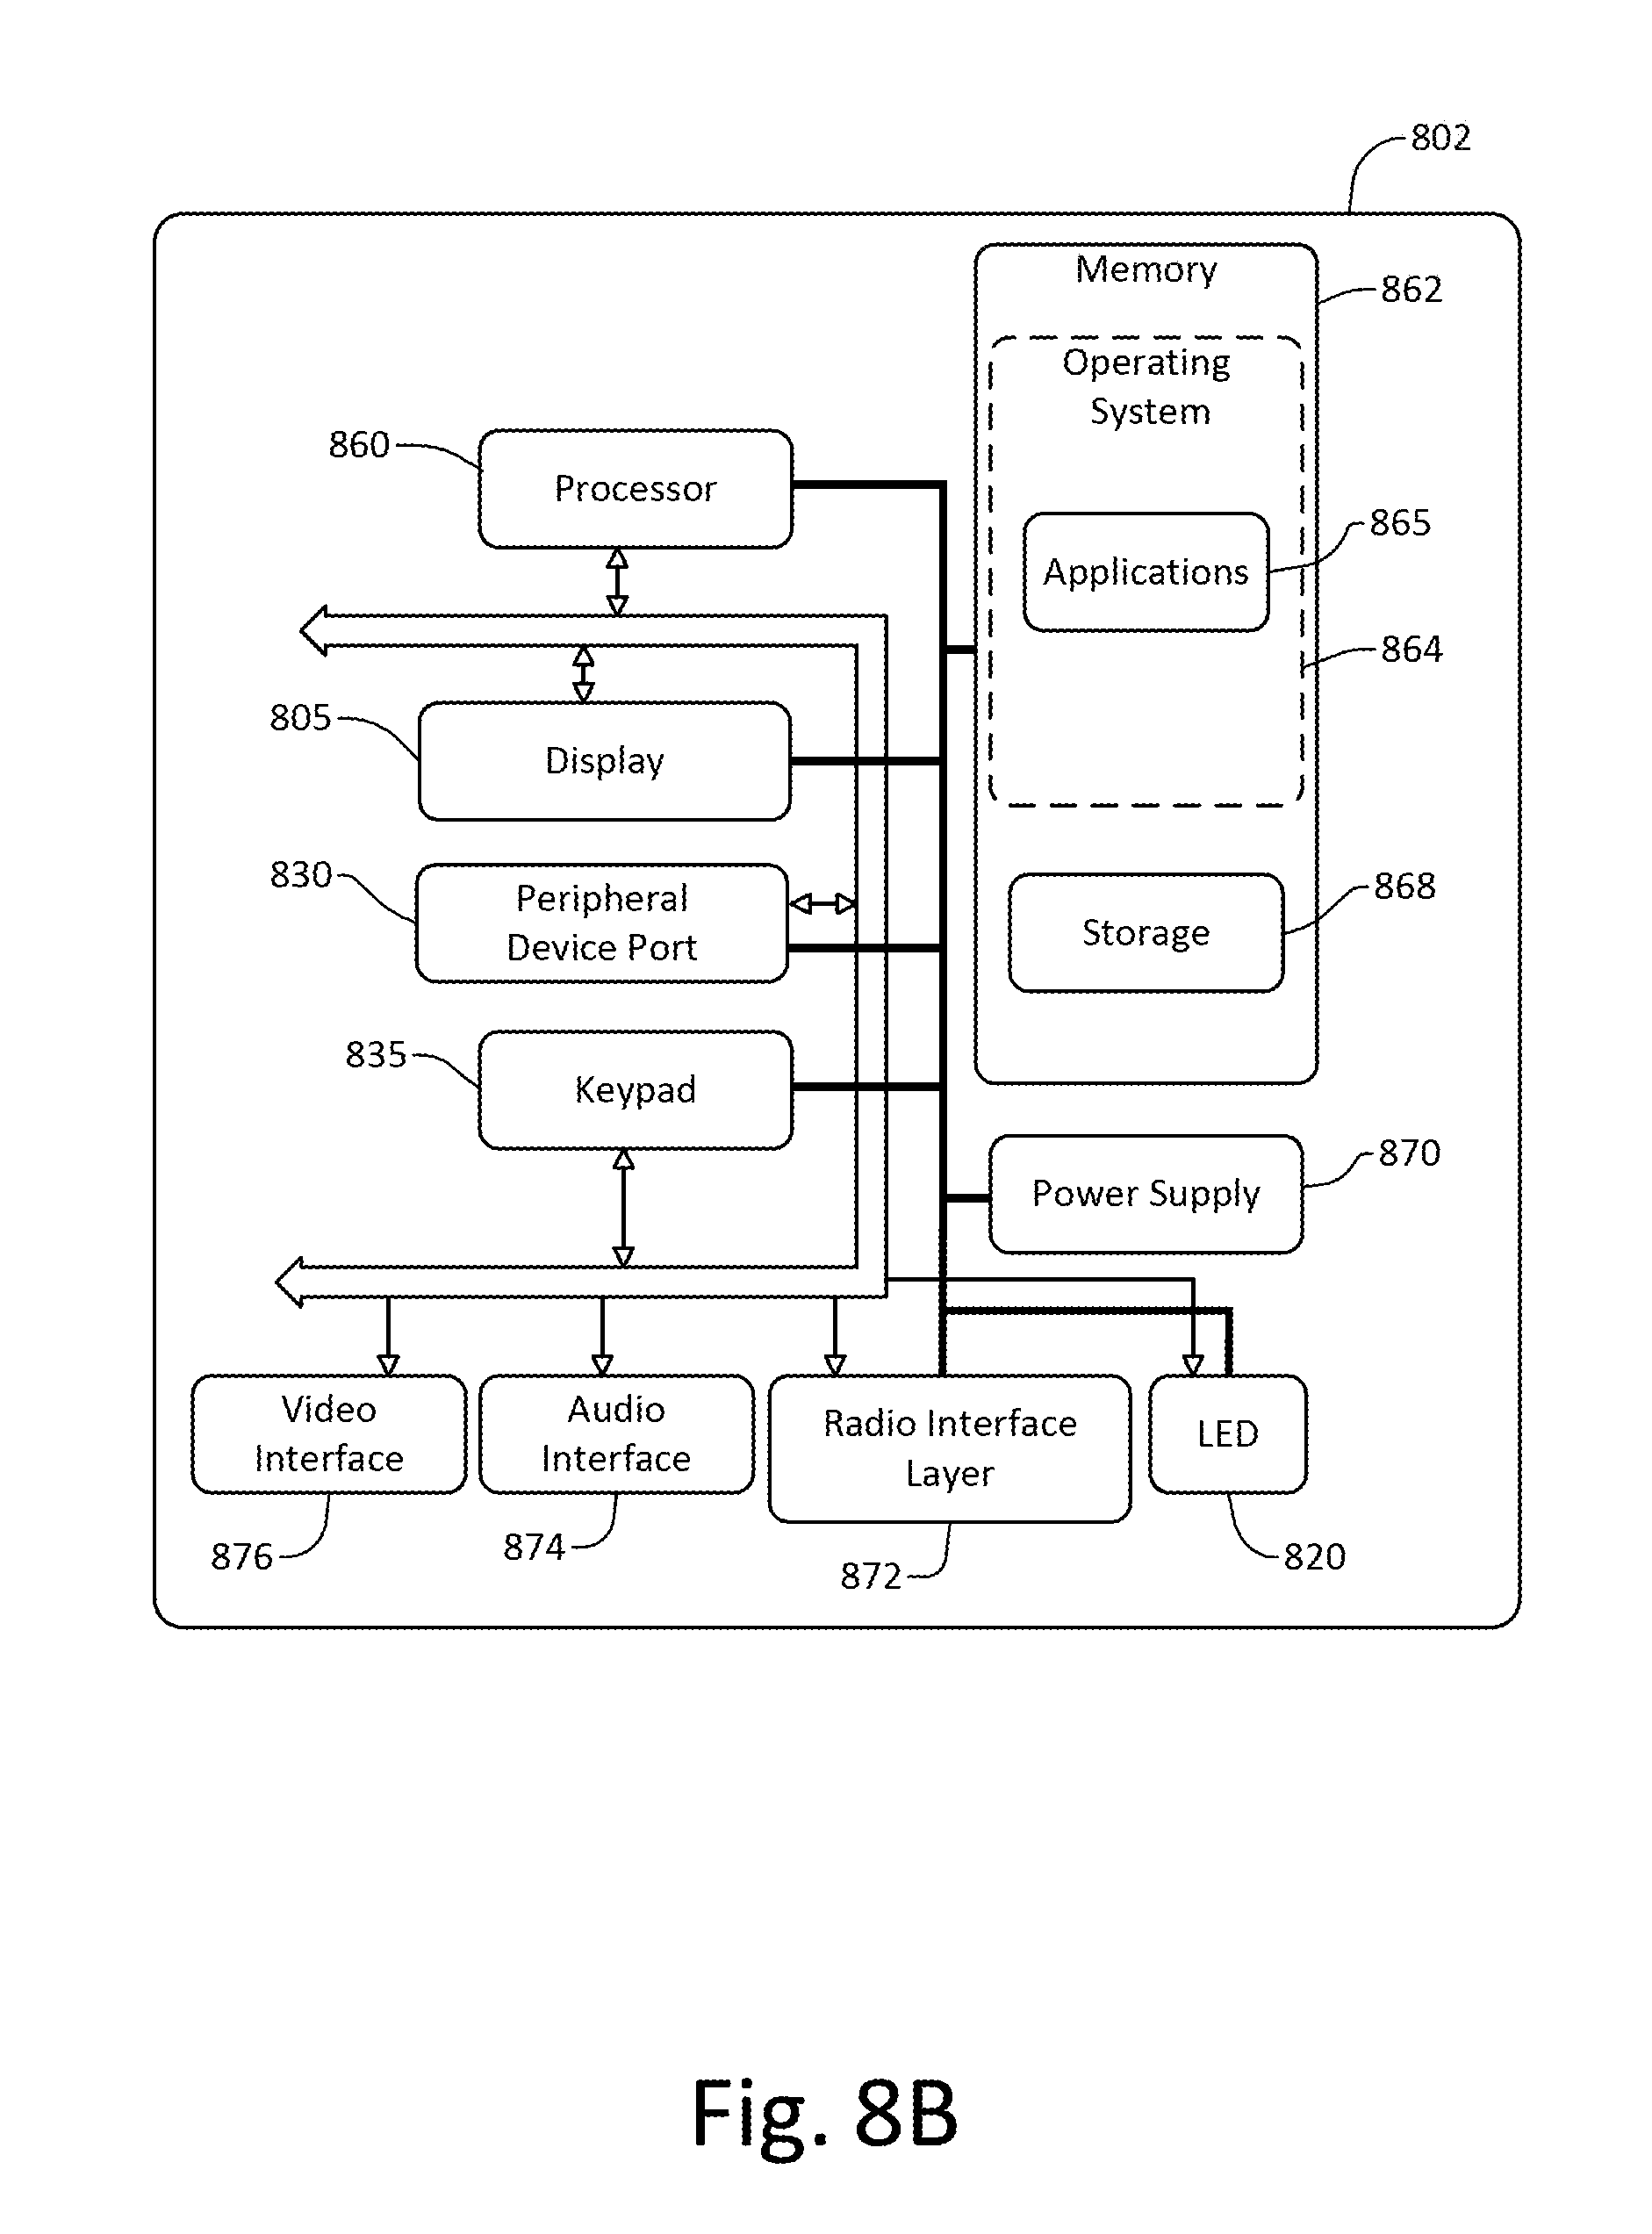 802
Memory
862
Operating
System
860
Processor
865
Applications
864
805
Display
830
Peripheral
Device Port
868
Storage
835
Keypad
870
Power Supply
Video
Interface
Audio
Interface
Radio Interface
Layer
LED
876
874
872
820
Fig. 8B